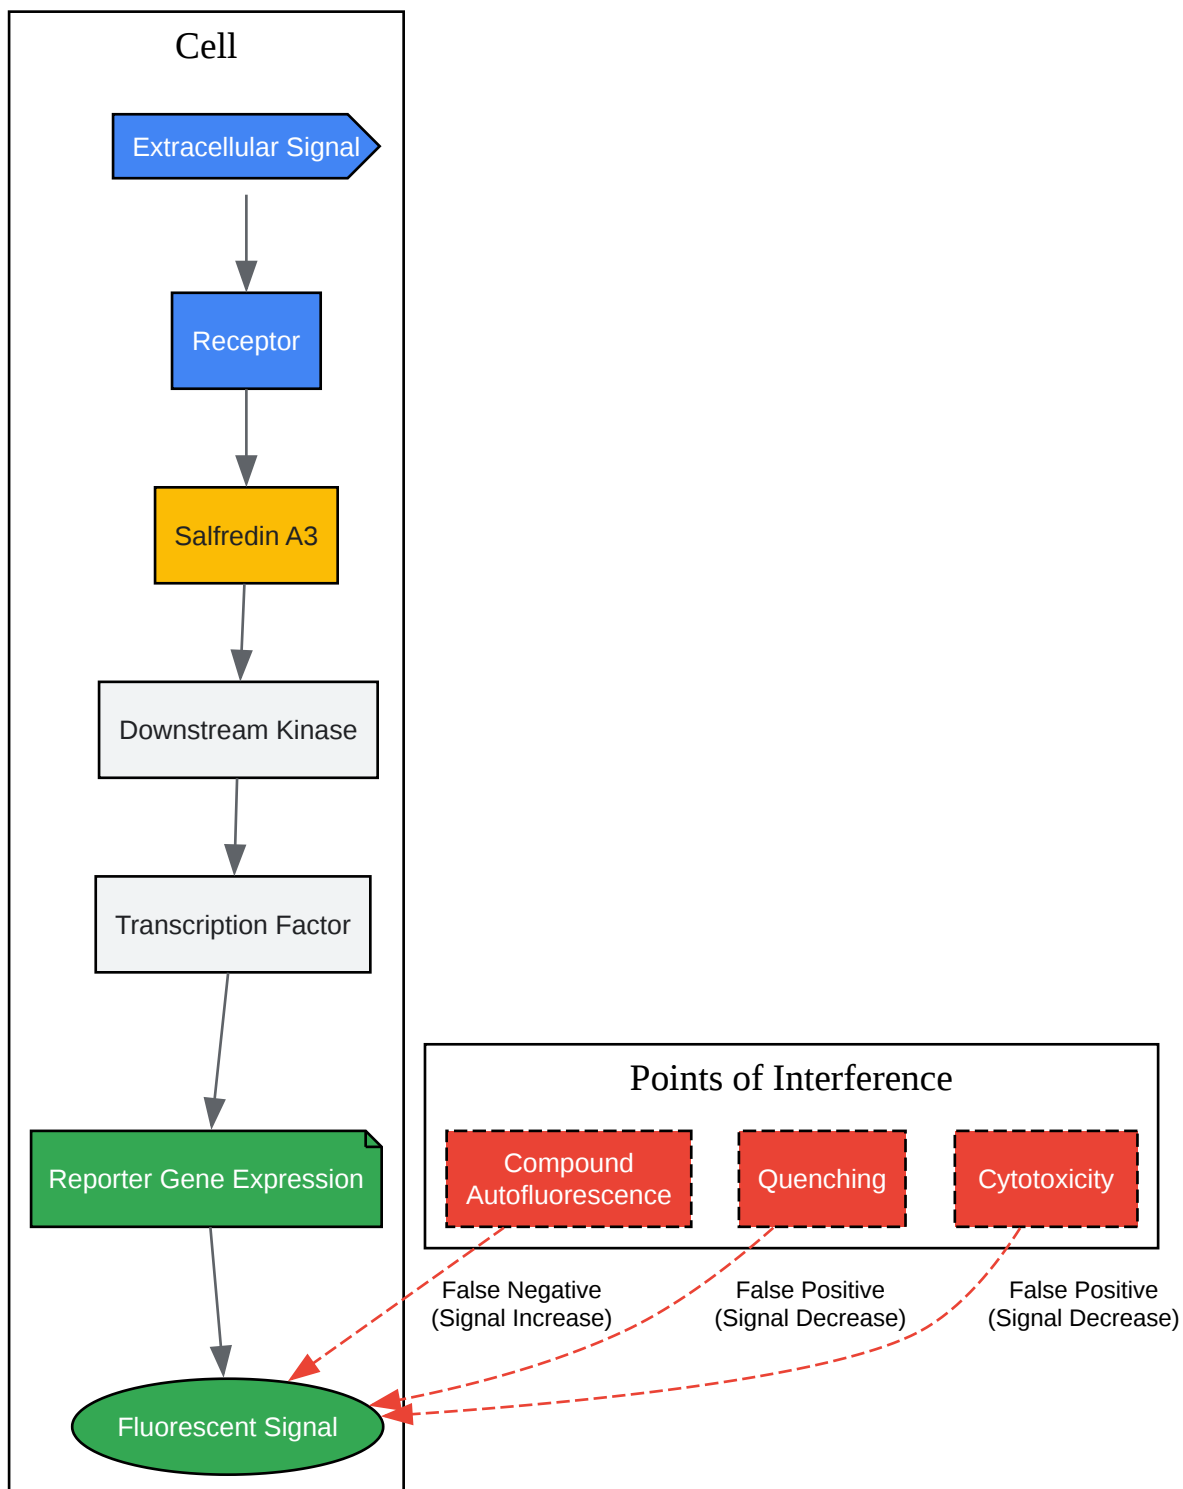 Cell
Extracellular Signal
Receptor
Salfredin A3
Downstream Kinase
Transcription Factor
Reporter Gene Expression
Fluorescent Signal
Points of Interference
Compound
Autofluorescence
Quenching
Cytotoxicity
False Negative
(Signal Increase)
False Positive
(Signal Decrease)
False Positive
(Signal Decrease)